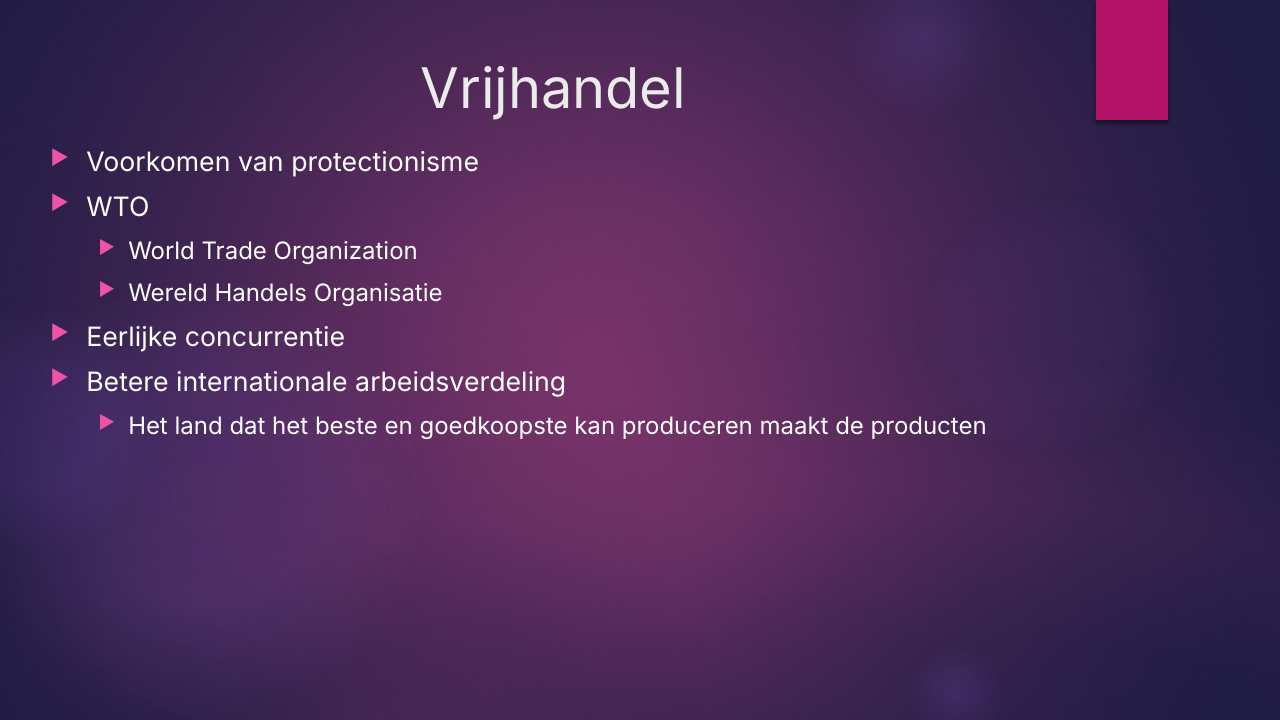 Vrijhandel
Voorkomen van protectionisme
WTO
World Trade Organization
Wereld Handels Organisatie
Eerlijke concurrentie
Betere internationale arbeidsverdeling
Het land dat het beste en goedkoopste kan produceren maakt de producten